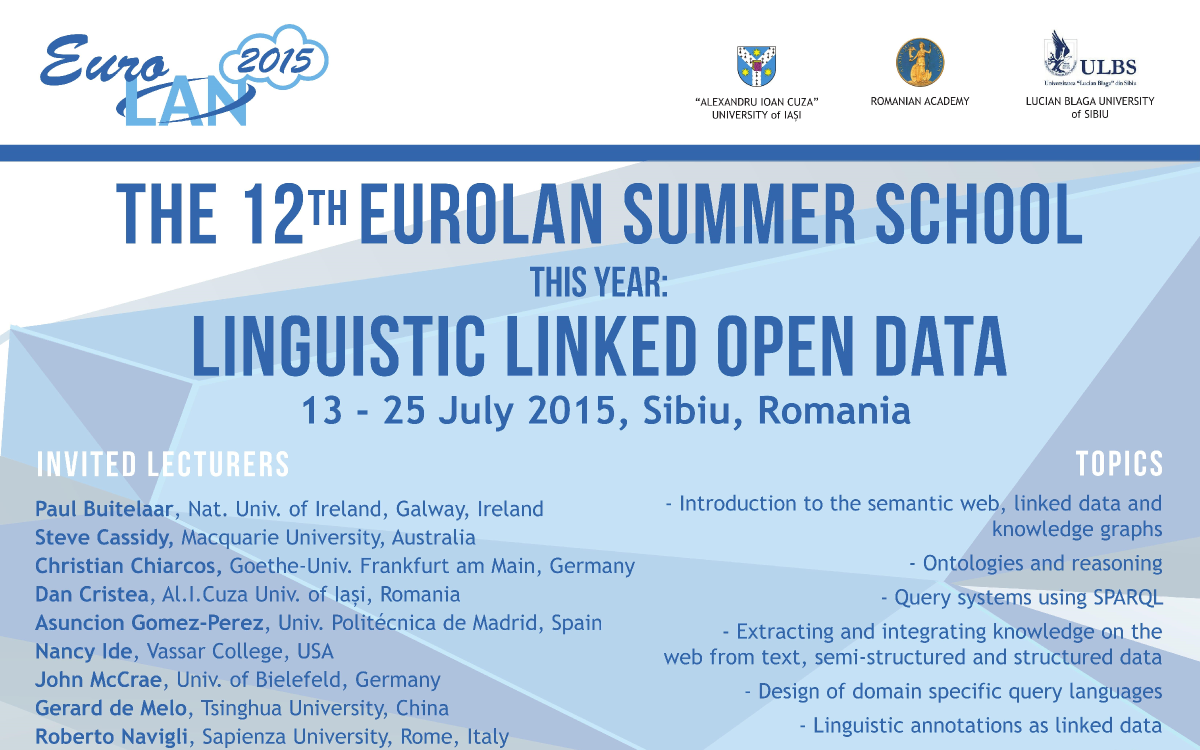 Euro
LAN
2015
"ALEXANDRU IOAN CUZA"
UNIVERSITY of IAȘI
ROMANIAN ACADEMY
ULBS
Universitatea "Lucian Blaga" din Sibiu
LUCIAN BLAGA UNIVERSITY
of SIBIU
THE 12TH EUROLAN SUMMER SCHOOL
THIS YEAR:
LINGUISTIC LINKED OPEN DATA
13 - 25 July 2015, Sibiu, Romania
INVITED LECTURERS
Paul Buitelaar, Nat. Univ. of Ireland, Galway, Ireland
Steve Cassidy, Macquarie University, Australia
Christian Chiarcos, Goethe-Univ. Frankfurt am Main, Germany
Dan Cristea, Al.I.Cuza Univ. of Iași, Romania
Asuncion Gomez-Perez, Univ. Politécnica de Madrid, Spain
Nancy Ide, Vassar College, USA
John McCrae, Univ. of Bielefeld, Germany
Gerard de Melo, Tsinghua University, China
Roberto Navigli, Sapienza University, Rome, Italy
TOPICS
- Introduction to the semantic web, linked data and
knowledge graphs
- Ontologies and reasoning
- Query systems using SPARQL
- Extracting and integrating knowledge on the
web from text, semi-structured and structured data
- Design of domain specific query languages
- Linguistic annotations as linked data